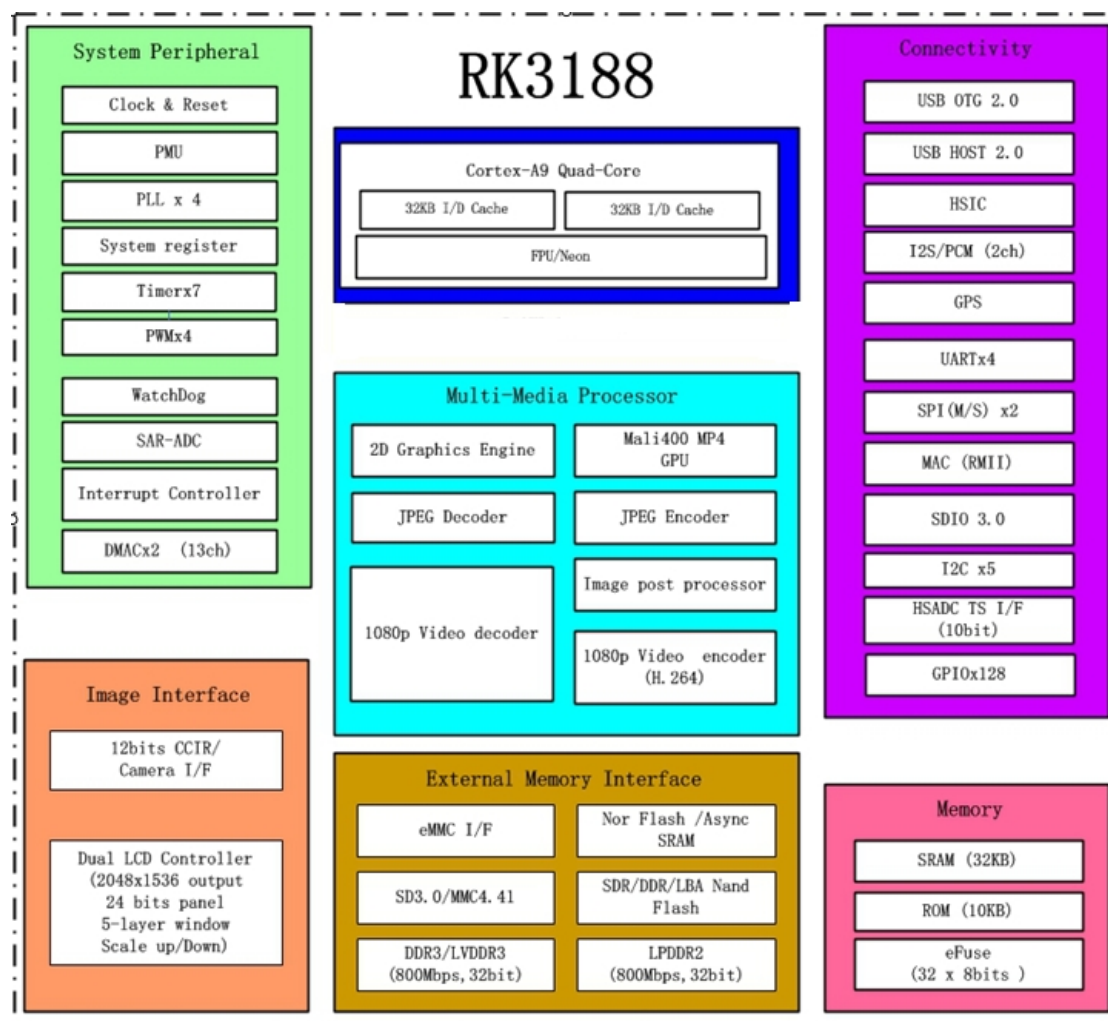 System Peripheral
Clock & Reset
PMU
PLL x 4
System register
Timerx7
PWMx4
WatchDog
SAR-ADC
Interrupt Controller
DMACx2 (13ch)
Image Interface
12bits CCIR/
Camera I/F
Dual LCD Controller
(2048x1536 output
24 bits panel
5-layer window
Scale up/Down)
RK3188
Cortex-A9 Quad-Core
32KB I/D Cache
32KB I/D Cache
FPU/Neon
Multi-Media Processor
2D Graphics Engine
Mali400 MP4
GPU
JPEG Decoder
JPEG Encoder
Image post processor
1080p Video decoder
1080p Video encoder
(H.264)
External Memory Interface
eMMC I/F
Nor Flash /Async
SRAM
SD3.0/MMC4.41
SDR/DDR/LBA Nand
Flash
DDR3/LVDDR3
(800Mbps,32bit)
LPDDR2
(800Mbps,32bit)
Connectivity
USB OTG 2.0
USB HOST 2.0
HSIC
I2S/PCM (2ch)
GPS
UARTx4
SPI(M/S) x2
MAC (RMII)
SDIO 3.0
I2C x5
HSADC TS I/F
(10bit)
GPIOx128
Memory
SRAM (32KB)
ROM (10KB)
eFuse
(32 x 8bits )